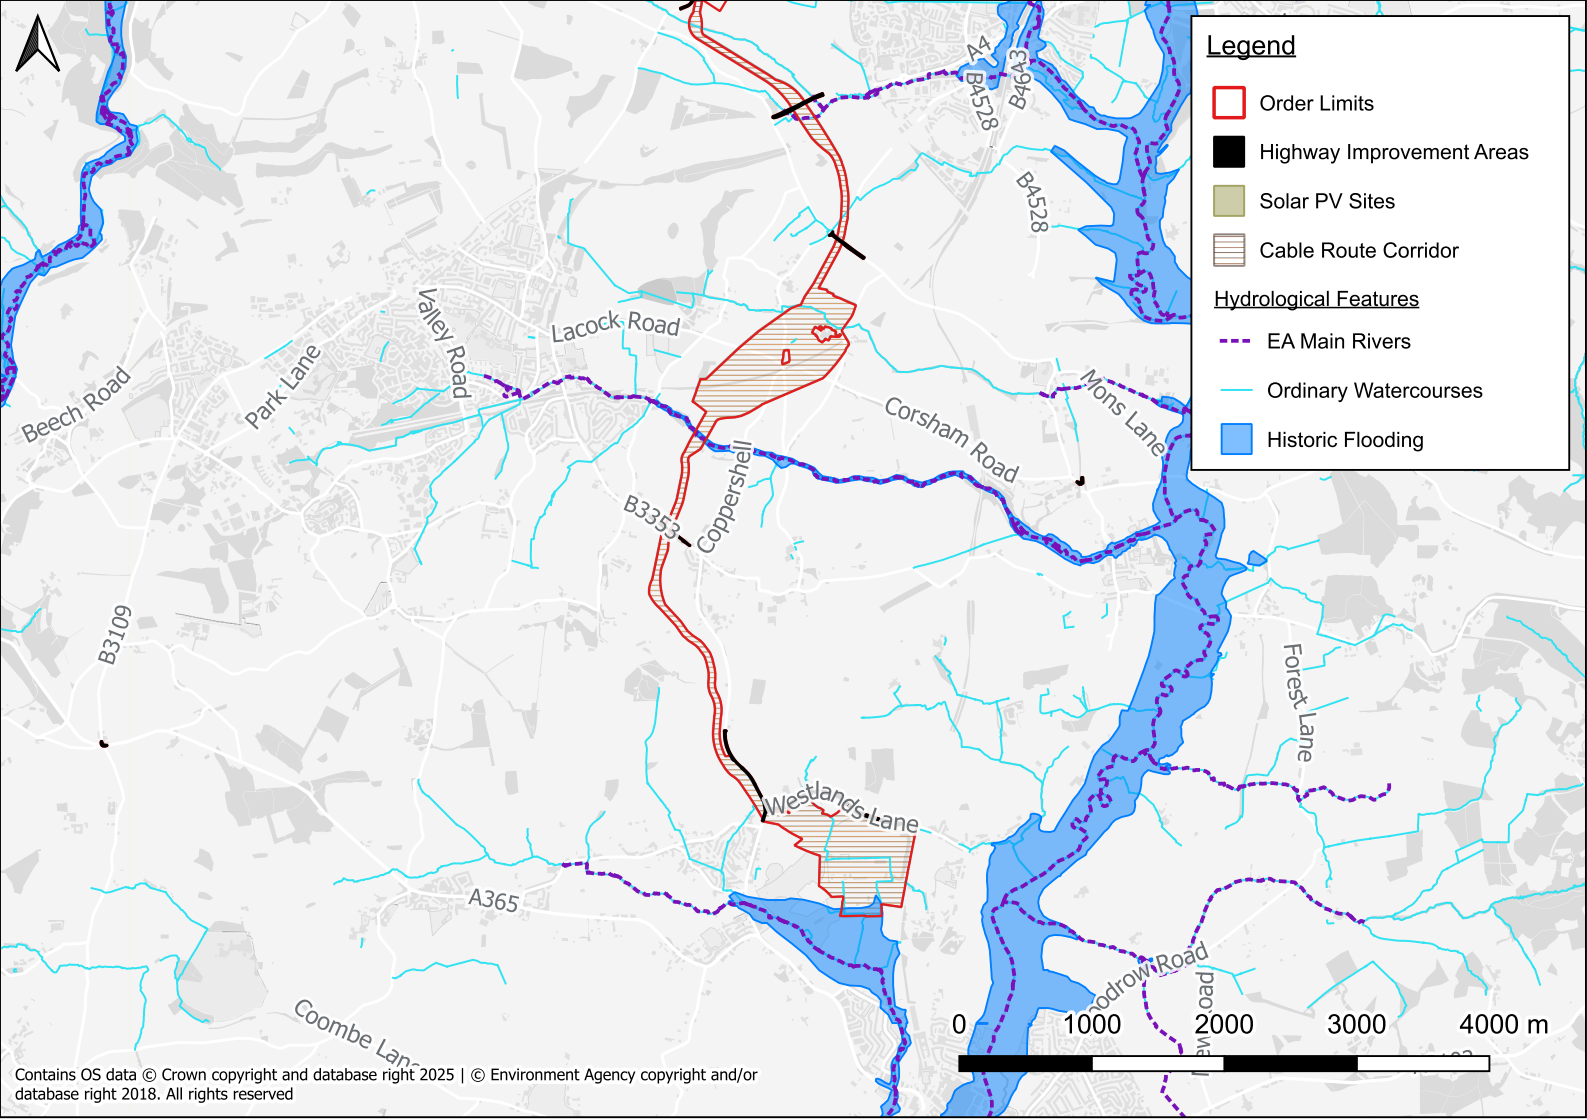 A4
B4643
B4528
B4528
Legend
Order Limits
Highway Improvement Areas
Solar PV Sites
Cable Route Corridor
Hydrological Features
EA Main Rivers
Ordinary Watercourses
Historic Flooding
Valley Road
Lacock Road
Park Lane
Beech Road
Mons Lane
Corsham Road
Coppershell
B3353
B3109
Forest Lane
Westlands Lane
A365
odrow Road
Coombe Lane
0 1000 2000 3000 4000 m
Contains OS data © Crown copyright and database right 2025 | © Environment Agency copyright and/or
database right 2018. All rights reserved